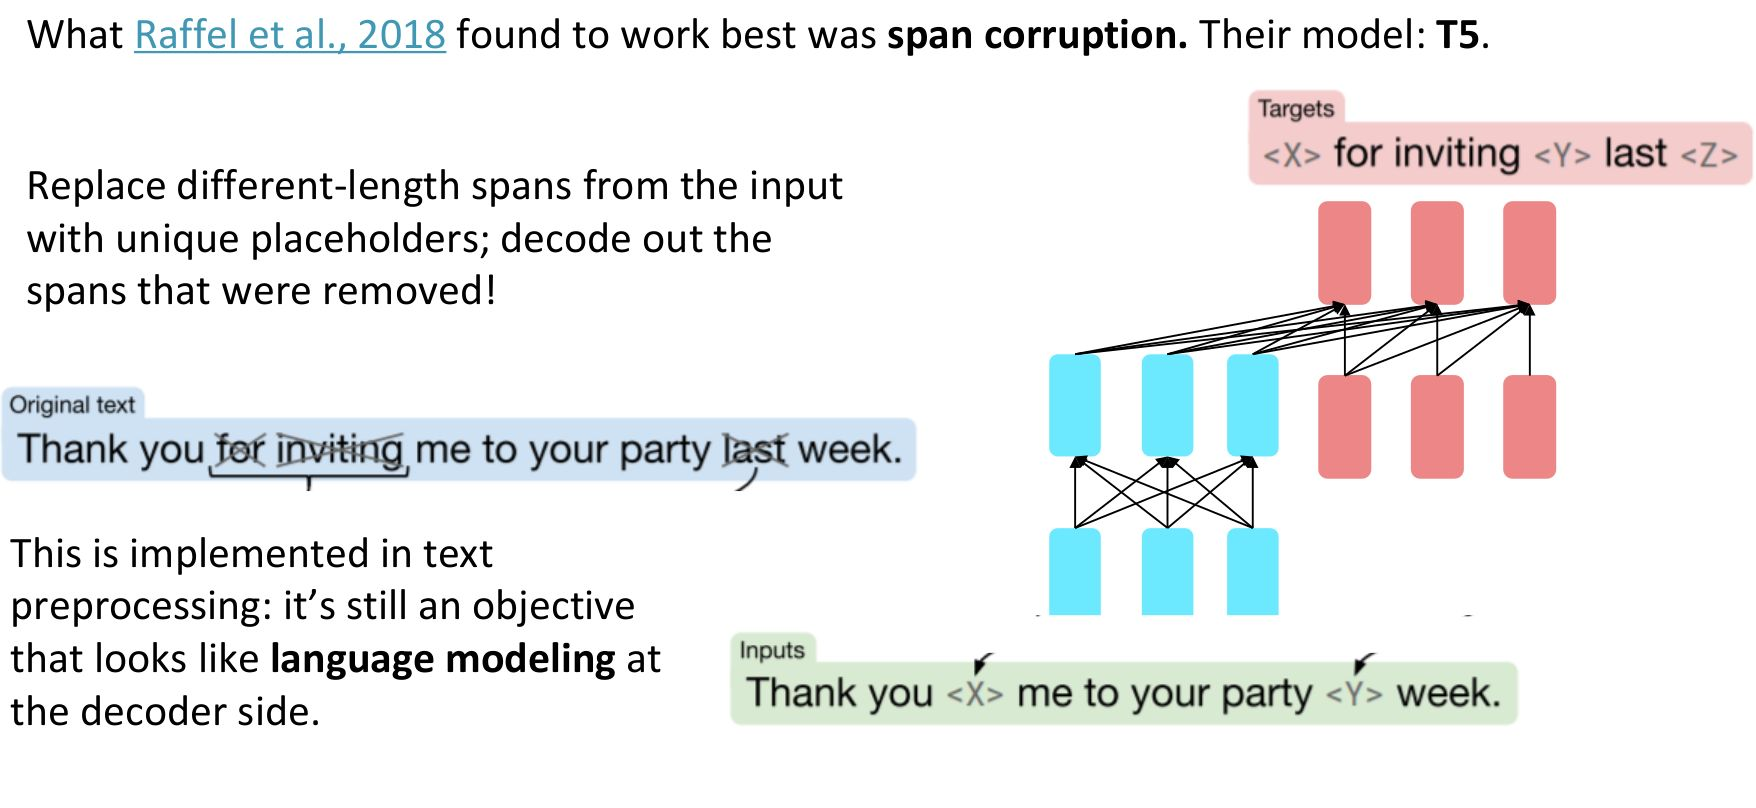 What Raffel et al., 2018 found to work best was span corruption. Their model: T5.
Targets
<X> for inviting <Y> last <Z>
Replace different-length spans from the input
with unique placeholders; decode out the
spans that were removed!
Original text
Thank you for inviting me to your party last week.
This is implemented in text
preprocessing: it's still an objective
that looks like language modeling at
the decoder side.
Inputs
Thank you <X> me to your party <Y> week.